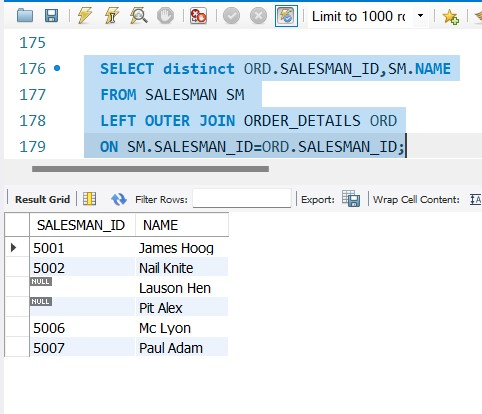 Limit to 1000 ro
175
176 SELECT distinct ORD.SALESMAN_ID,SM.NAME
177 FROM SALESMAN SM
178 LEFT OUTER JOIN ORDER_DETAILS ORD
179 ON SM.SALESMAN_ID=ORD.SALESMAN_ID;
Result Grid Filter Rows: Export: Wrap Cell Content: IA
SALESMAN_ID NAME
5001 James Hoog
5002 Nail Knite
NULL Lauson Hen
NULL Pit Alex
5006 Mc Lyon
5007 Paul Adam